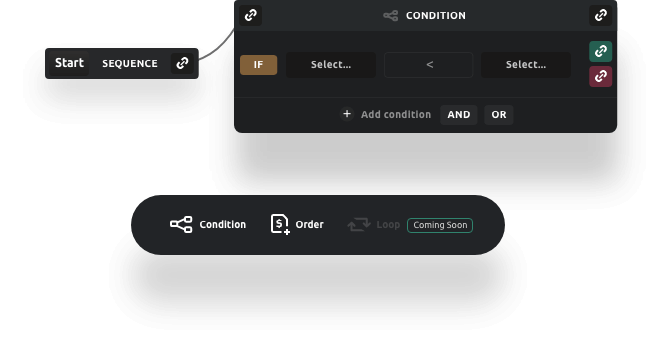 CONDITION
Start SEQUENCE
IF Select... < Select...
+ Add condition AND OR
Condition Order Loop Coming Soon